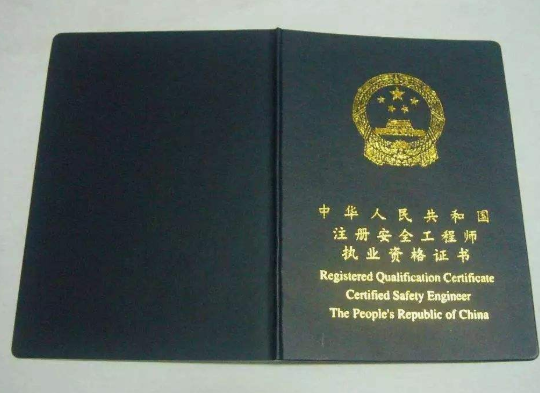 中华人民共和国
注册安全工程师
执业资格证书
Registered Qualification Certificate
Certified Safety Engineer
The People's Republic of China